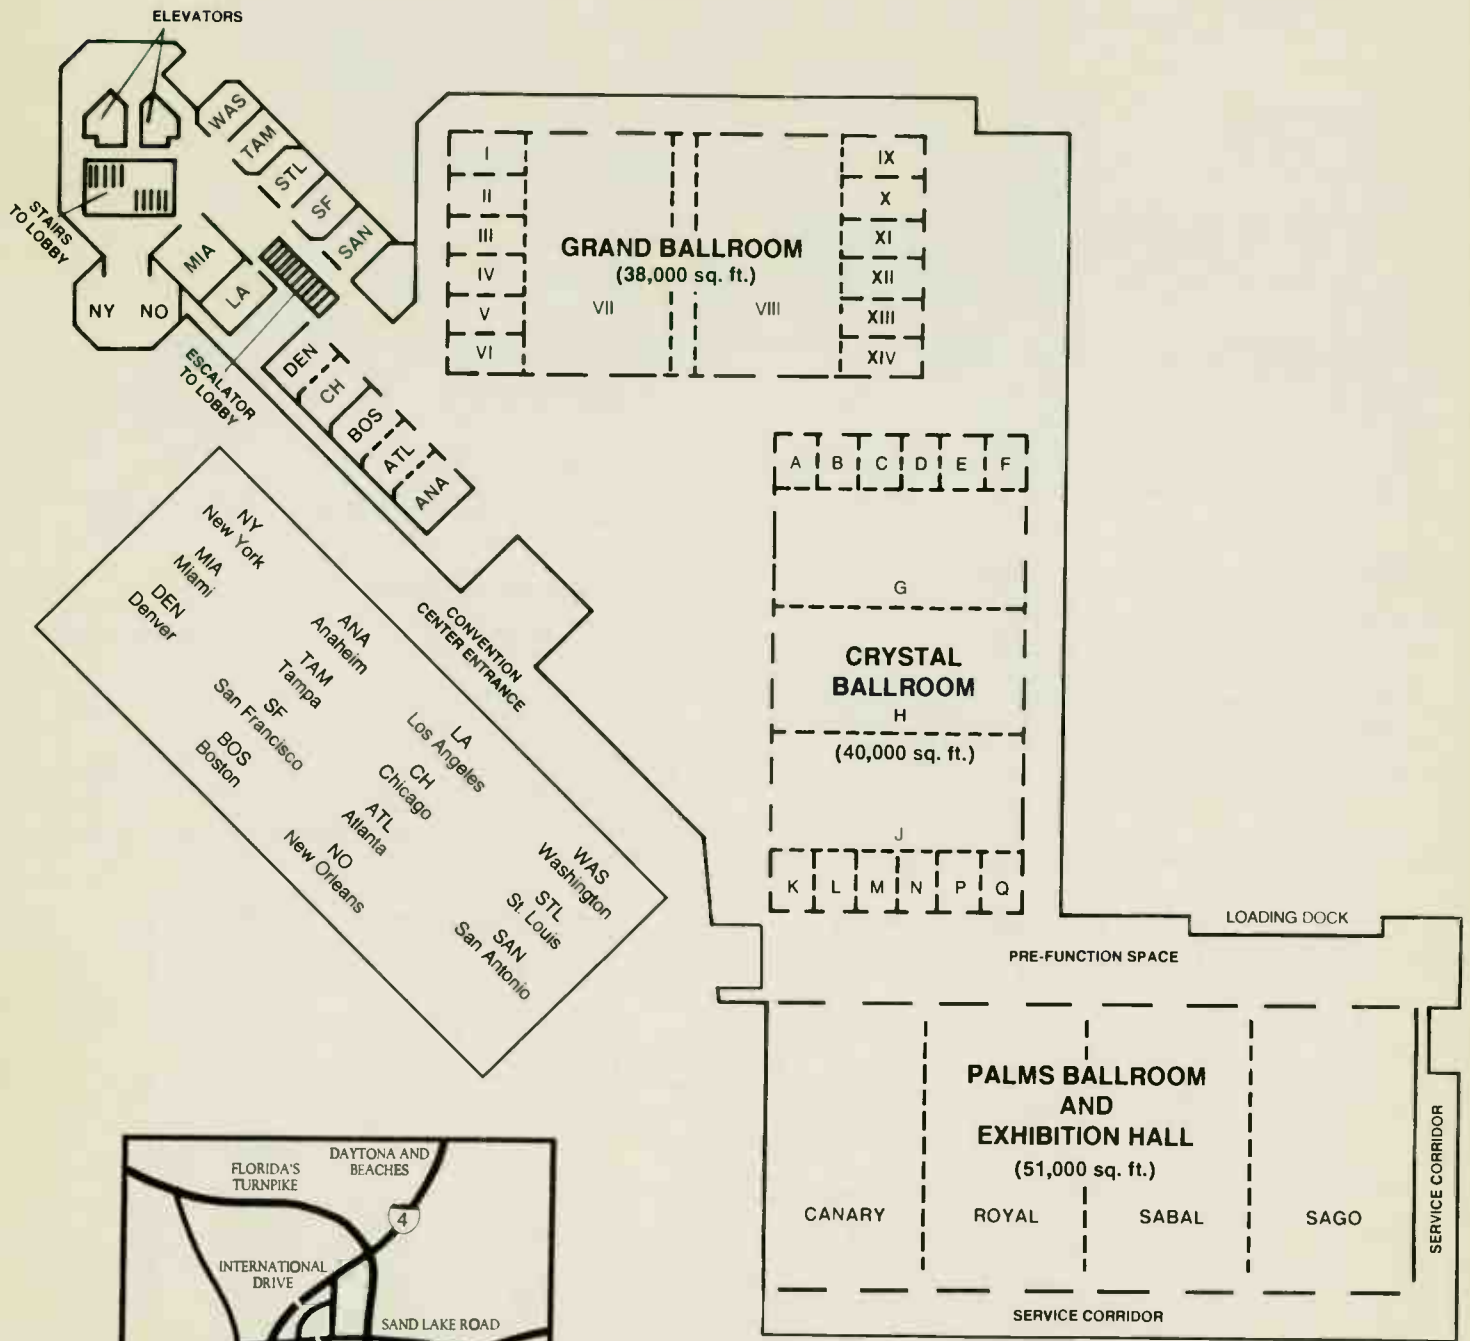 ELEVATORS
WAS
TAM
STL
SF
SAN
STAIRS
TO LOBBY
MIA
LA
NY NO
ESCALATOR
TO LOBBY
DEN
CH
BOS
ATL
ANA
I
II
III
IV
V
VI
GRAND BALLROOM
(38,000 sq. ft.)
VII
VIII
IX
X
XI
XII
XIII
XIV
A B C D E F
G
CRYSTAL
BALLROOM
H
(40,000 sq. ft.)
J
K L M N P Q
CONVENTION
CENTER ENTRANCE
NY
New York
MIA
Miami
DEN
Denver
ANA
Anaheim
TAM
Tampa
SF
San Francisco
BOS
Boston
LA
Los Angeles
CH
Chicago
ATL
Atlanta
NO
New Orleans
WAS
Washington
STL
St. Louis
SAN
San Antonio
LOADING DOCK
PRE-FUNCTION SPACE
PALMS BALLROOM
AND
EXHIBITION HALL
(51,000 sq. ft.)
CANARY ROYAL SABAL SAGO
SERVICE CORRIDOR
SERVICE CORRIDOR
FLORIDA'S
TURNPIKE
DAYTONA AND
BEACHES
4
INTERNATIONAL
DRIVE
SAND LAKE ROAD